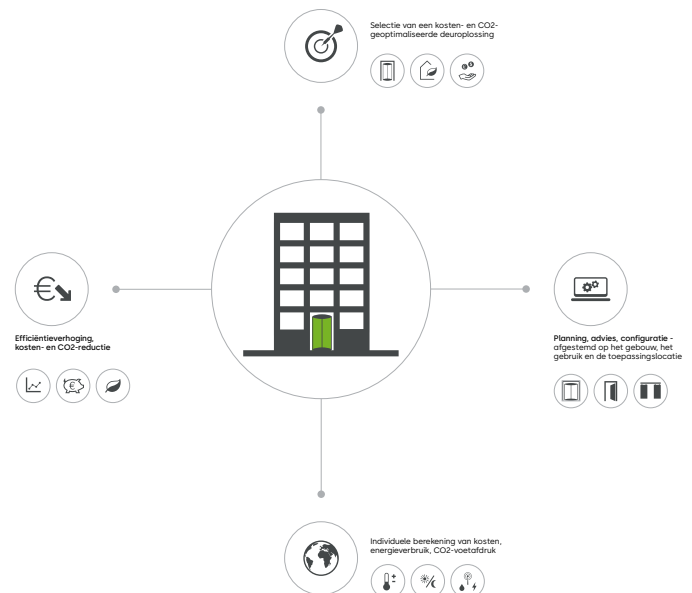 Selectie van een kosten- en CO2-
geoptimaliseerde deuroplossing
Efficiëntieverhoging,
kosten- en CO2-reductie
Planning, advies, configuratie -
afgestemd op het gebouw, het
gebruik en de toepassingslocatie
Individuele berekening van kosten,
energieverbruik, CO2-voetafdruk